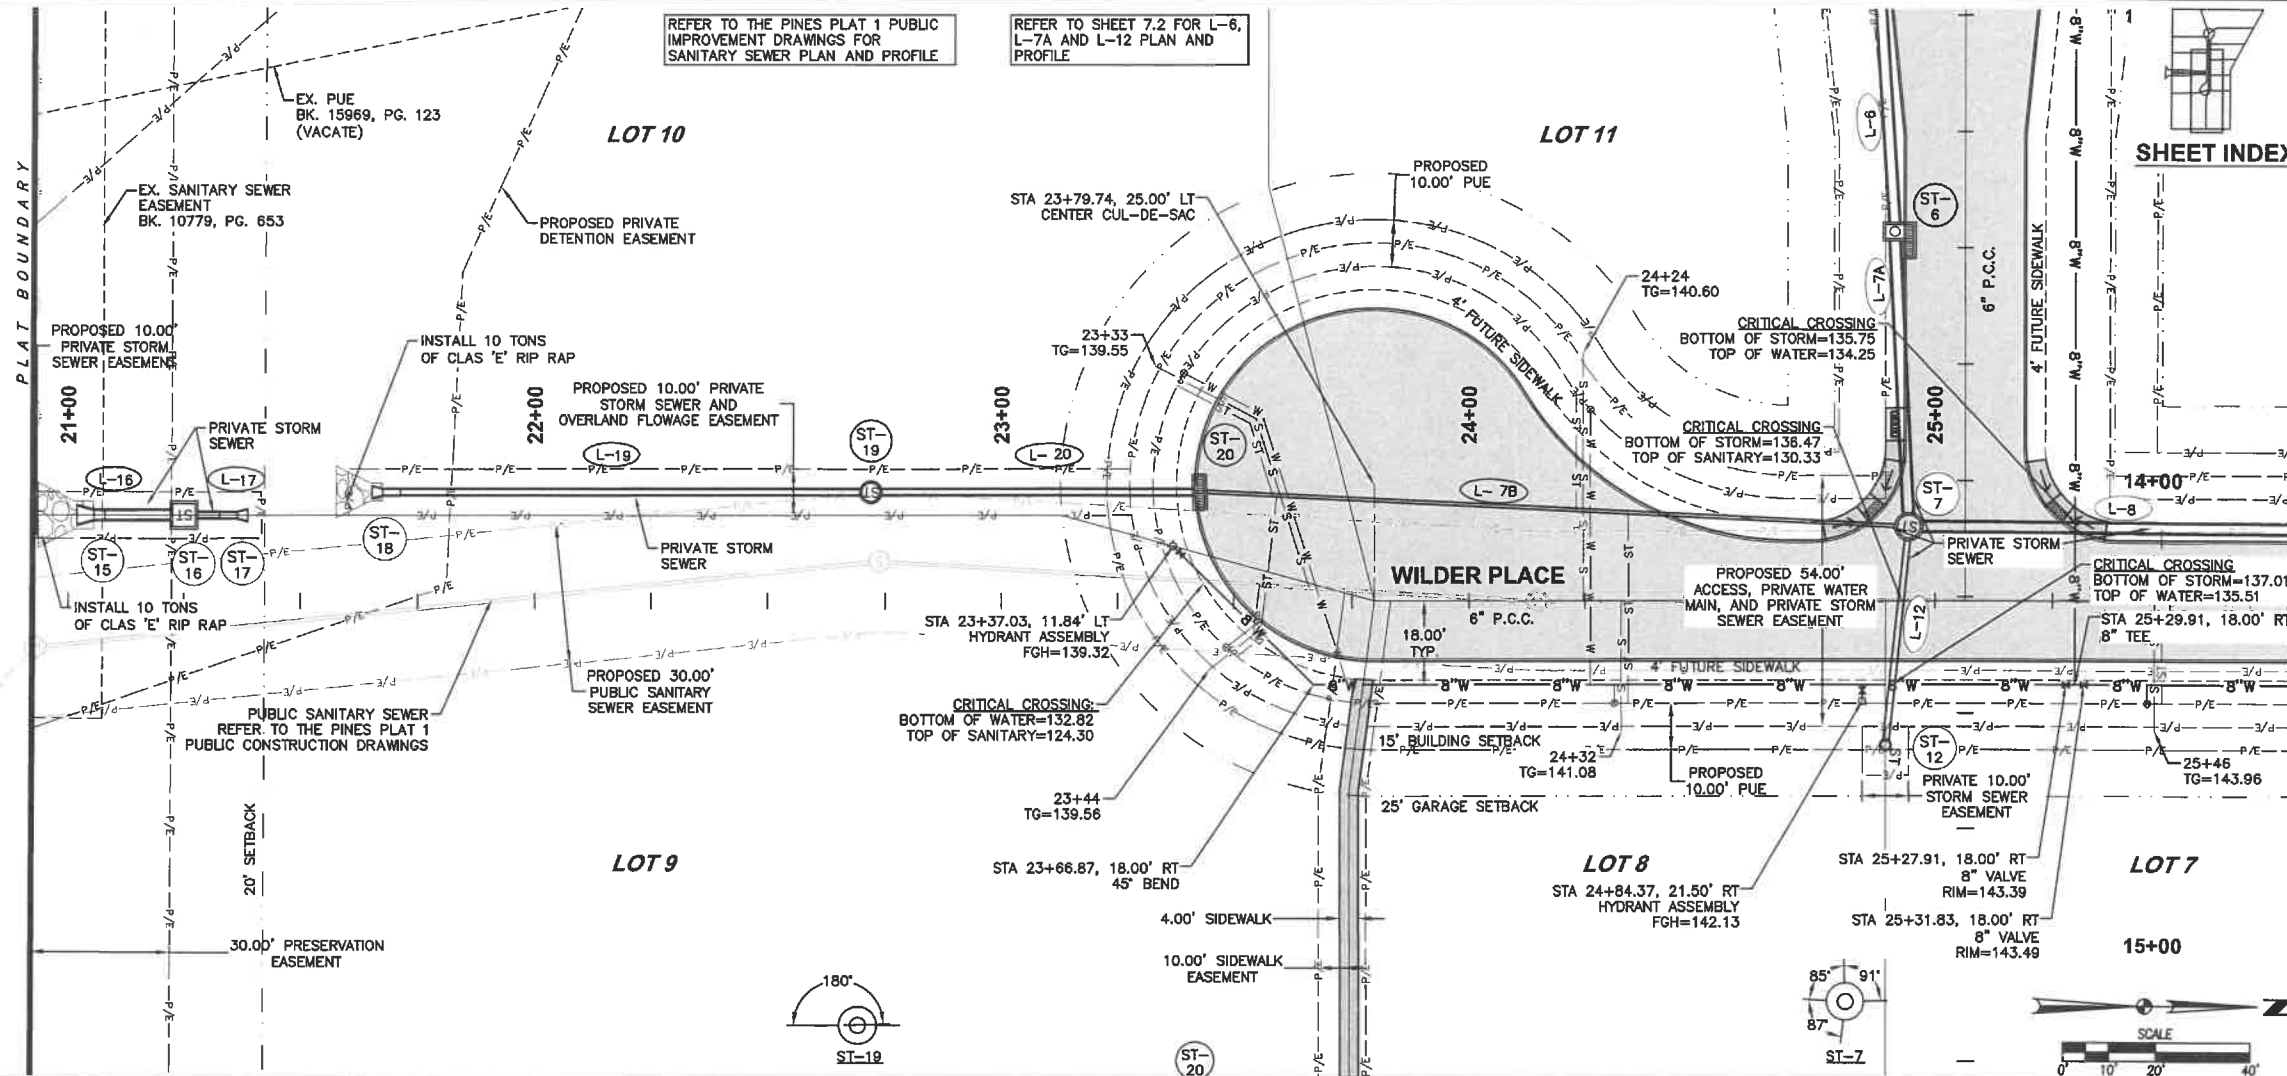 REFER TO THE PINES PLAT 1 PUBLIC
IMPROVEMENT DRAWINGS FOR
SANITARY SEWER PLAN AND PROFILE
REFER TO SHEET 7.2 FOR L-6,
L-7A AND L-12 PLAN AND
PROFILE
SHEET INDEX
EX. PUE
BK. 15969, PG. 123
(VACATE)
LOT 10
LOT 11
PLAT BOUNDARY
EX. SANITARY SEWER
EASEMENT
BK. 10779, PG. 653
PROPOSED PRIVATE
DETENTION EASEMENT
STA 23+79.74, 25.00' LT
CENTER CUL-DE-SAC
PROPOSED
10.00' PUE
L-6
ST-
6
L-7A
6" P.C.C.
4' FUTURE SIDEWALK
24+24
TG=140.60
4' FUTURE SIDEWALK
23+33
TG=139.55
CRITICAL CROSSING
BOTTOM OF STORM=135.75
TOP OF WATER=134.25
PROPOSED 10.00'
PRIVATE STORM
SEWER EASEMENT
INSTALL 10 TONS
OF CLAS 'E' RIP RAP
PROPOSED 10.00' PRIVATE
STORM SEWER AND
OVERLAND FLOWAGE EASEMENT
21+00
22+00
23+00
24+00
25+00
PRIVATE STORM
SEWER
L-16
L-17
L-19
ST-
19
L-20
ST-
20
L-7B
CRITICAL CROSSING
BOTTOM OF STORM=136.47
TOP OF SANITARY=130.33
ST-
7
14+00
L-8
ST-
15
ST-
16
ST-
17
ST-
18
PRIVATE STORM
SEWER
PRIVATE STORM
SEWER
WILDER PLACE
6" P.C.C.
18.00'
TYP.
PROPOSED 54.00'
ACCESS, PRIVATE WATER
MAIN, AND PRIVATE STORM
SEWER EASEMENT
L-12
CRITICAL CROSSING
BOTTOM OF STORM=137.01
TOP OF WATER=135.51
STA 25+29.91, 18.00' RT
8" TEE
INSTALL 10 TONS
OF CLAS 'E' RIP RAP
STA 23+37.03, 11.84' LT
HYDRANT ASSEMBLY
FGH=139.32
4' FUTURE SIDEWALK
8"W 8"W 8"W 8"W 8"W 8"W 8"W 8"W
PROPOSED 30.00'
PUBLIC SANITARY
SEWER EASEMENT
PUBLIC SANITARY SEWER
REFER TO THE PINES PLAT 1
PUBLIC CONSTRUCTION DRAWINGS
CRITICAL CROSSING:
BOTTOM OF WATER=132.82
TOP OF SANITARY=124.30
15' BUILDING SETBACK
24+32
TG=141.08
PROPOSED
10.00' PUE
ST-
12
PRIVATE 10.00'
STORM SEWER
EASEMENT
25+46
TG=143.96
23+44
TG=139.56
25' GARAGE SETBACK
20' SETBACK
LOT 9
STA 23+66.87, 18.00' RT
45° BEND
LOT 8
STA 24+84.37, 21.50' RT
HYDRANT ASSEMBLY
FGH=142.13
STA 25+27.91, 18.00' RT
8" VALVE
RIM=143.39
LOT 7
STA 25+31.83, 18.00' RT
8" VALVE
RIM=143.49
4.00' SIDEWALK
10.00' SIDEWALK
EASEMENT
30.00' PRESERVATION
EASEMENT
15+00
180°
ST-19
ST-
20
85° 91°
87°
ST-7
SCALE
0' 10' 20' 40'